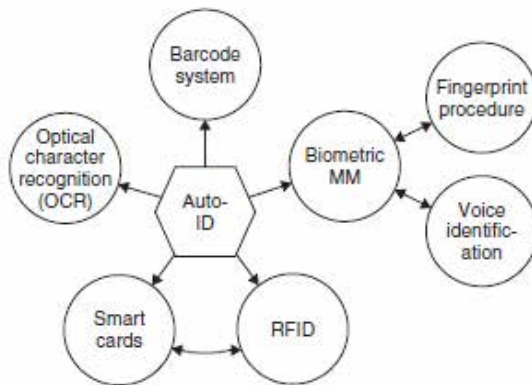 Barcode
system
Fingerprint
procedure
Optical
character
recognition
(OCR)
Biometric
MM
Auto-
ID
Voice
identific-
ation
Smart
cards
RFID